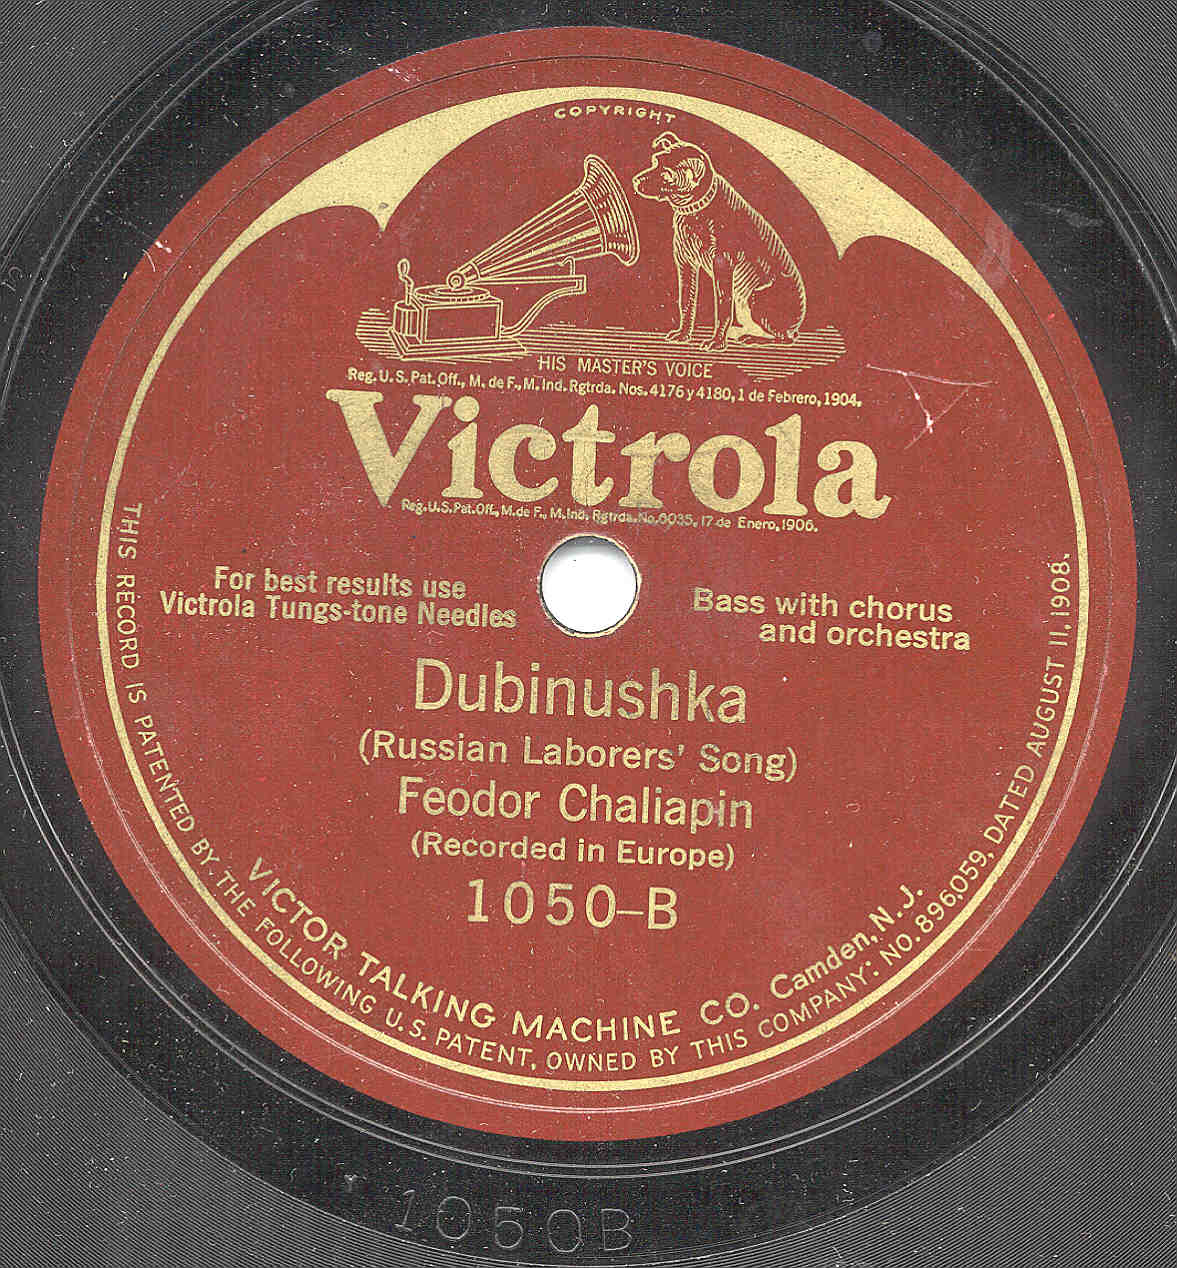 COPYRIGHT
HIS MASTER'S VOICE
Reg. U. S. Pat. Off., M. de F., M. Ind. Rgtrda. Nos. 4176 y 4180, 1 de Febrero, 1904.
Victrola
Reg. U. S. Pat. Off., M. de F., M. Ind. Rgtrda. No. 6035, 17 de Enero, 1906.
For best results use
Victrola Tungs-tone Needles
Bass with chorus
and orchestra
Dubinushka
(Russian Laborers' Song)
Feodor Chaliapin
(Recorded in Europe)
1050-B
VICTOR TALKING MACHINE CO. Camden, N. J.
THIS RECORD IS PATENTED BY THE FOLLOWING U.S. PATENT, OWNED BY THIS COMPANY: NO. 896,059, DATED AUGUST 11, 1908.
1050B